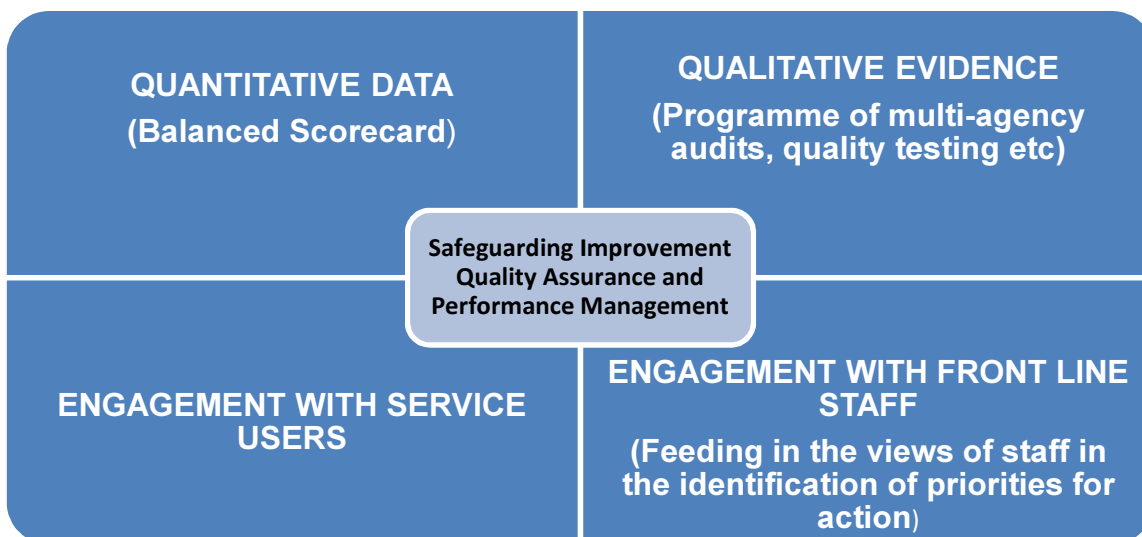 QUANTITATIVE DATA
(Balanced Scorecard)
QUALITATIVE EVIDENCE
(Programme of multi-agency
audits, quality testing etc)
Safeguarding Improvement
Quality Assurance and
Performance Management
ENGAGEMENT WITH SERVICE
USERS
ENGAGEMENT WITH FRONT LINE
STAFF
(Feeding in the views of staff in
the identification of priorities for
action)